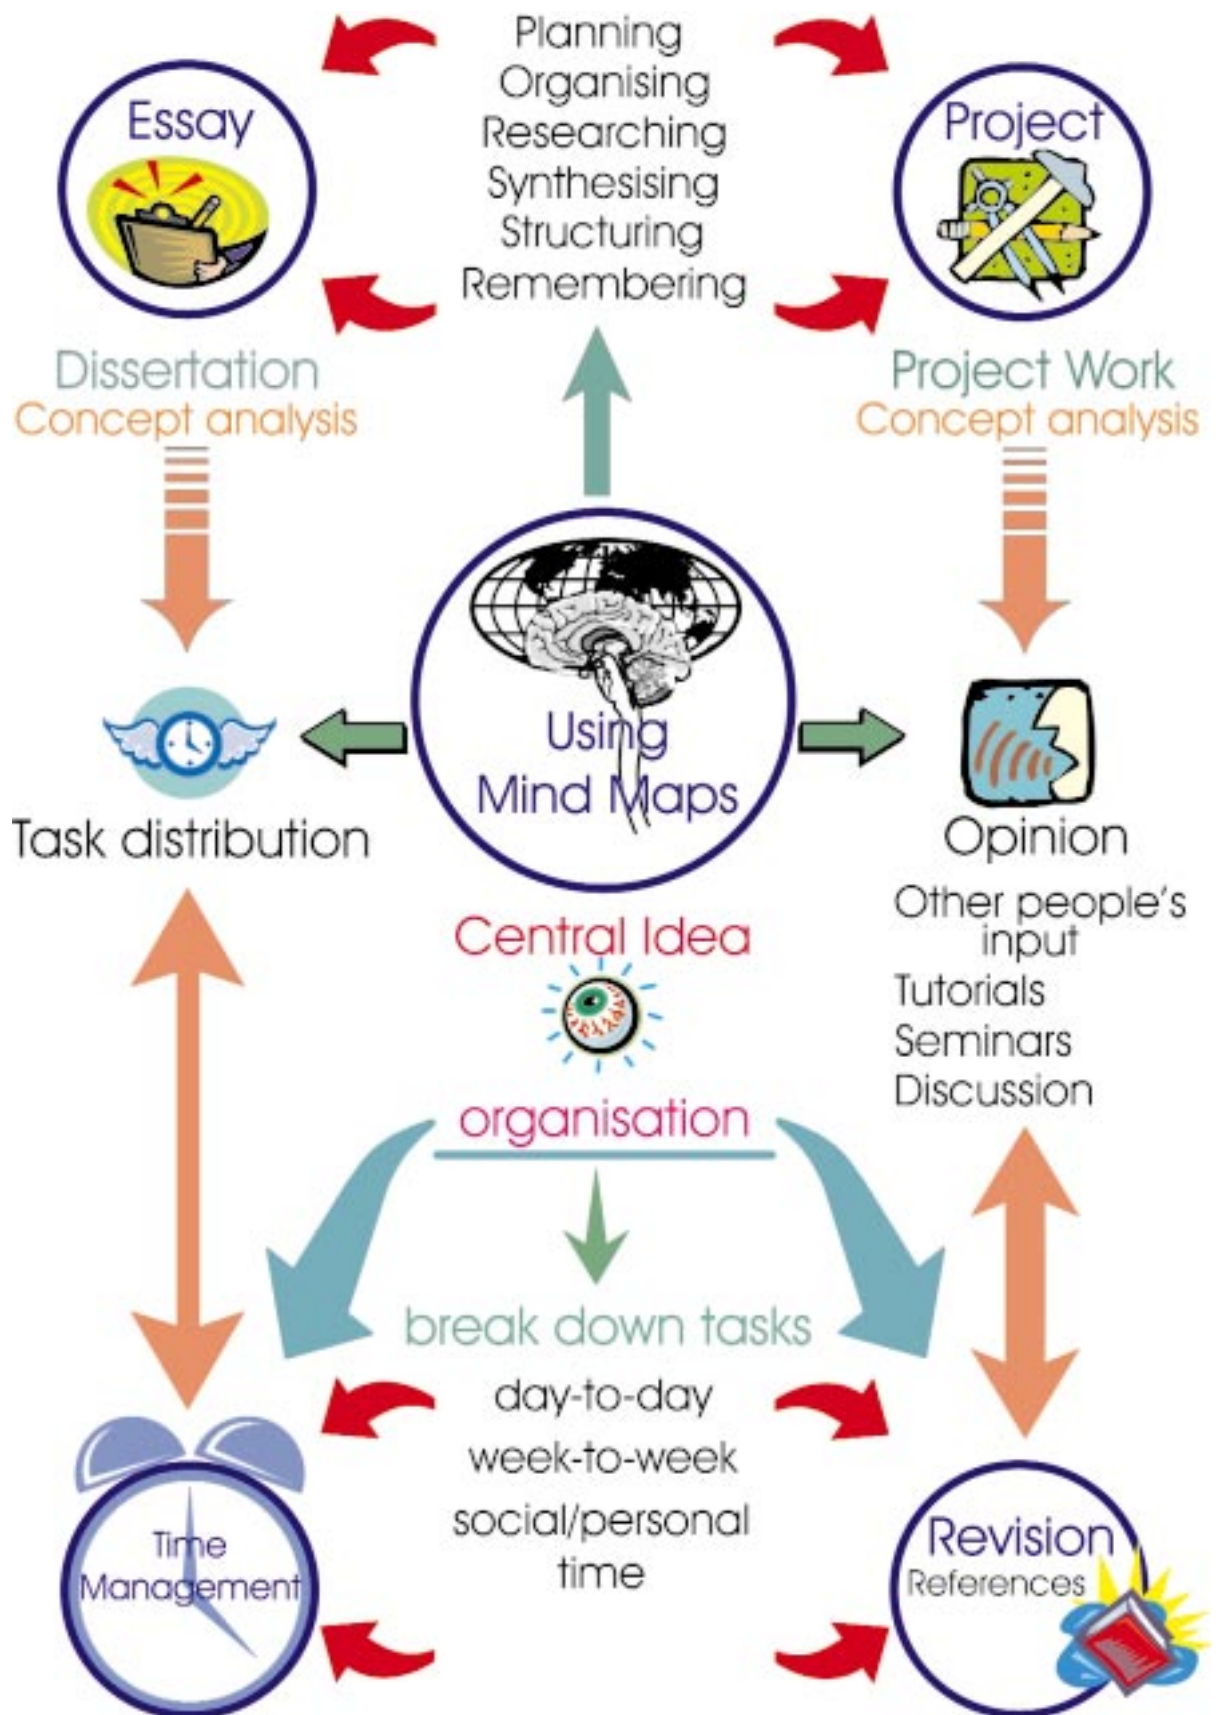 Planning
Organising
Researching
Synthesising
Structuring
Remembering
Essay
Project
Dissertation
Concept analysis
Project Work
Concept analysis
Using
Mind Maps
Task distribution
Opinion
Other people's
input
Tutorials
Seminars
Discussion
Central Idea
organisation
break down tasks
day-to-day
week-to-week
social/personal
time
Time
Management
Revision
References